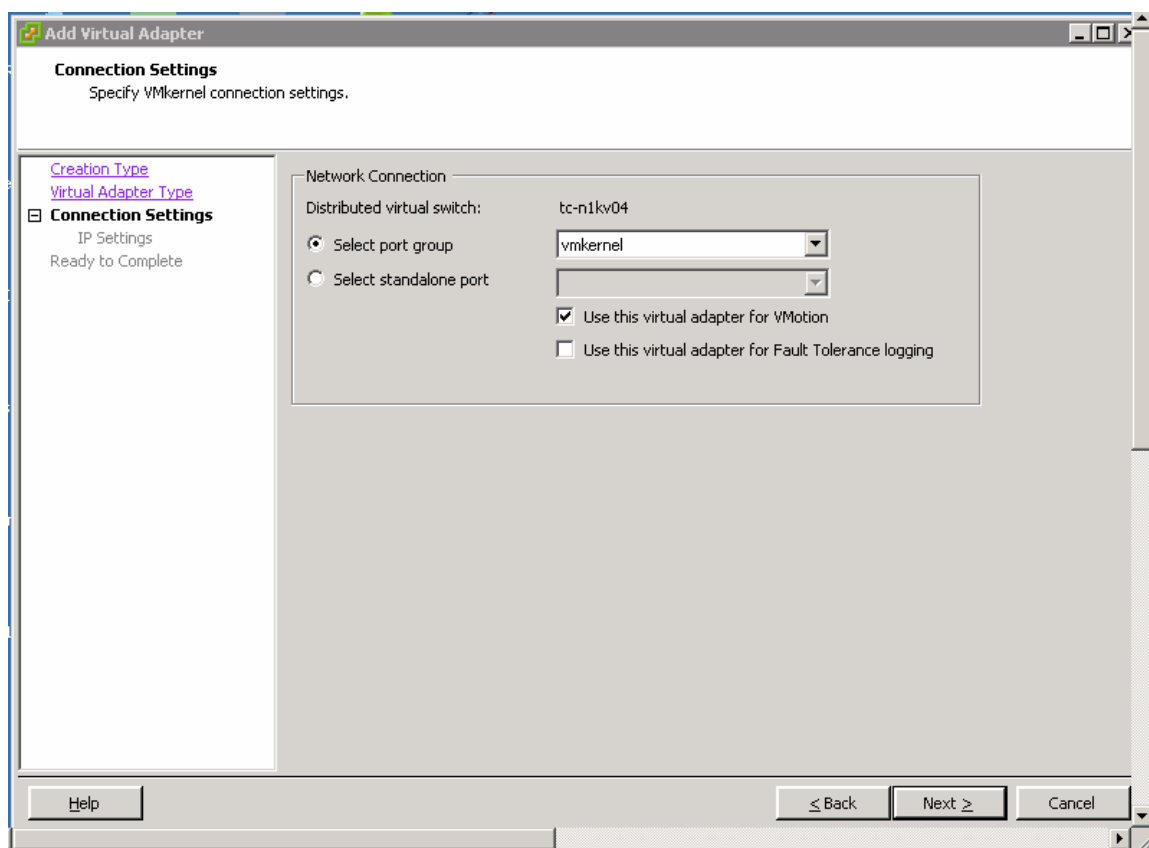 Add Virtual Adapter
Connection Settings
Specify VMkernel connection settings.
Creation Type
Virtual Adapter Type
Connection Settings
IP Settings
Ready to Complete
Network Connection
Distributed virtual switch: tc-n1kv04
Select port group vmkernel
Select standalone port
Use this virtual adapter for VMotion
Use this virtual adapter for Fault Tolerance logging
Help < Back Next > Cancel